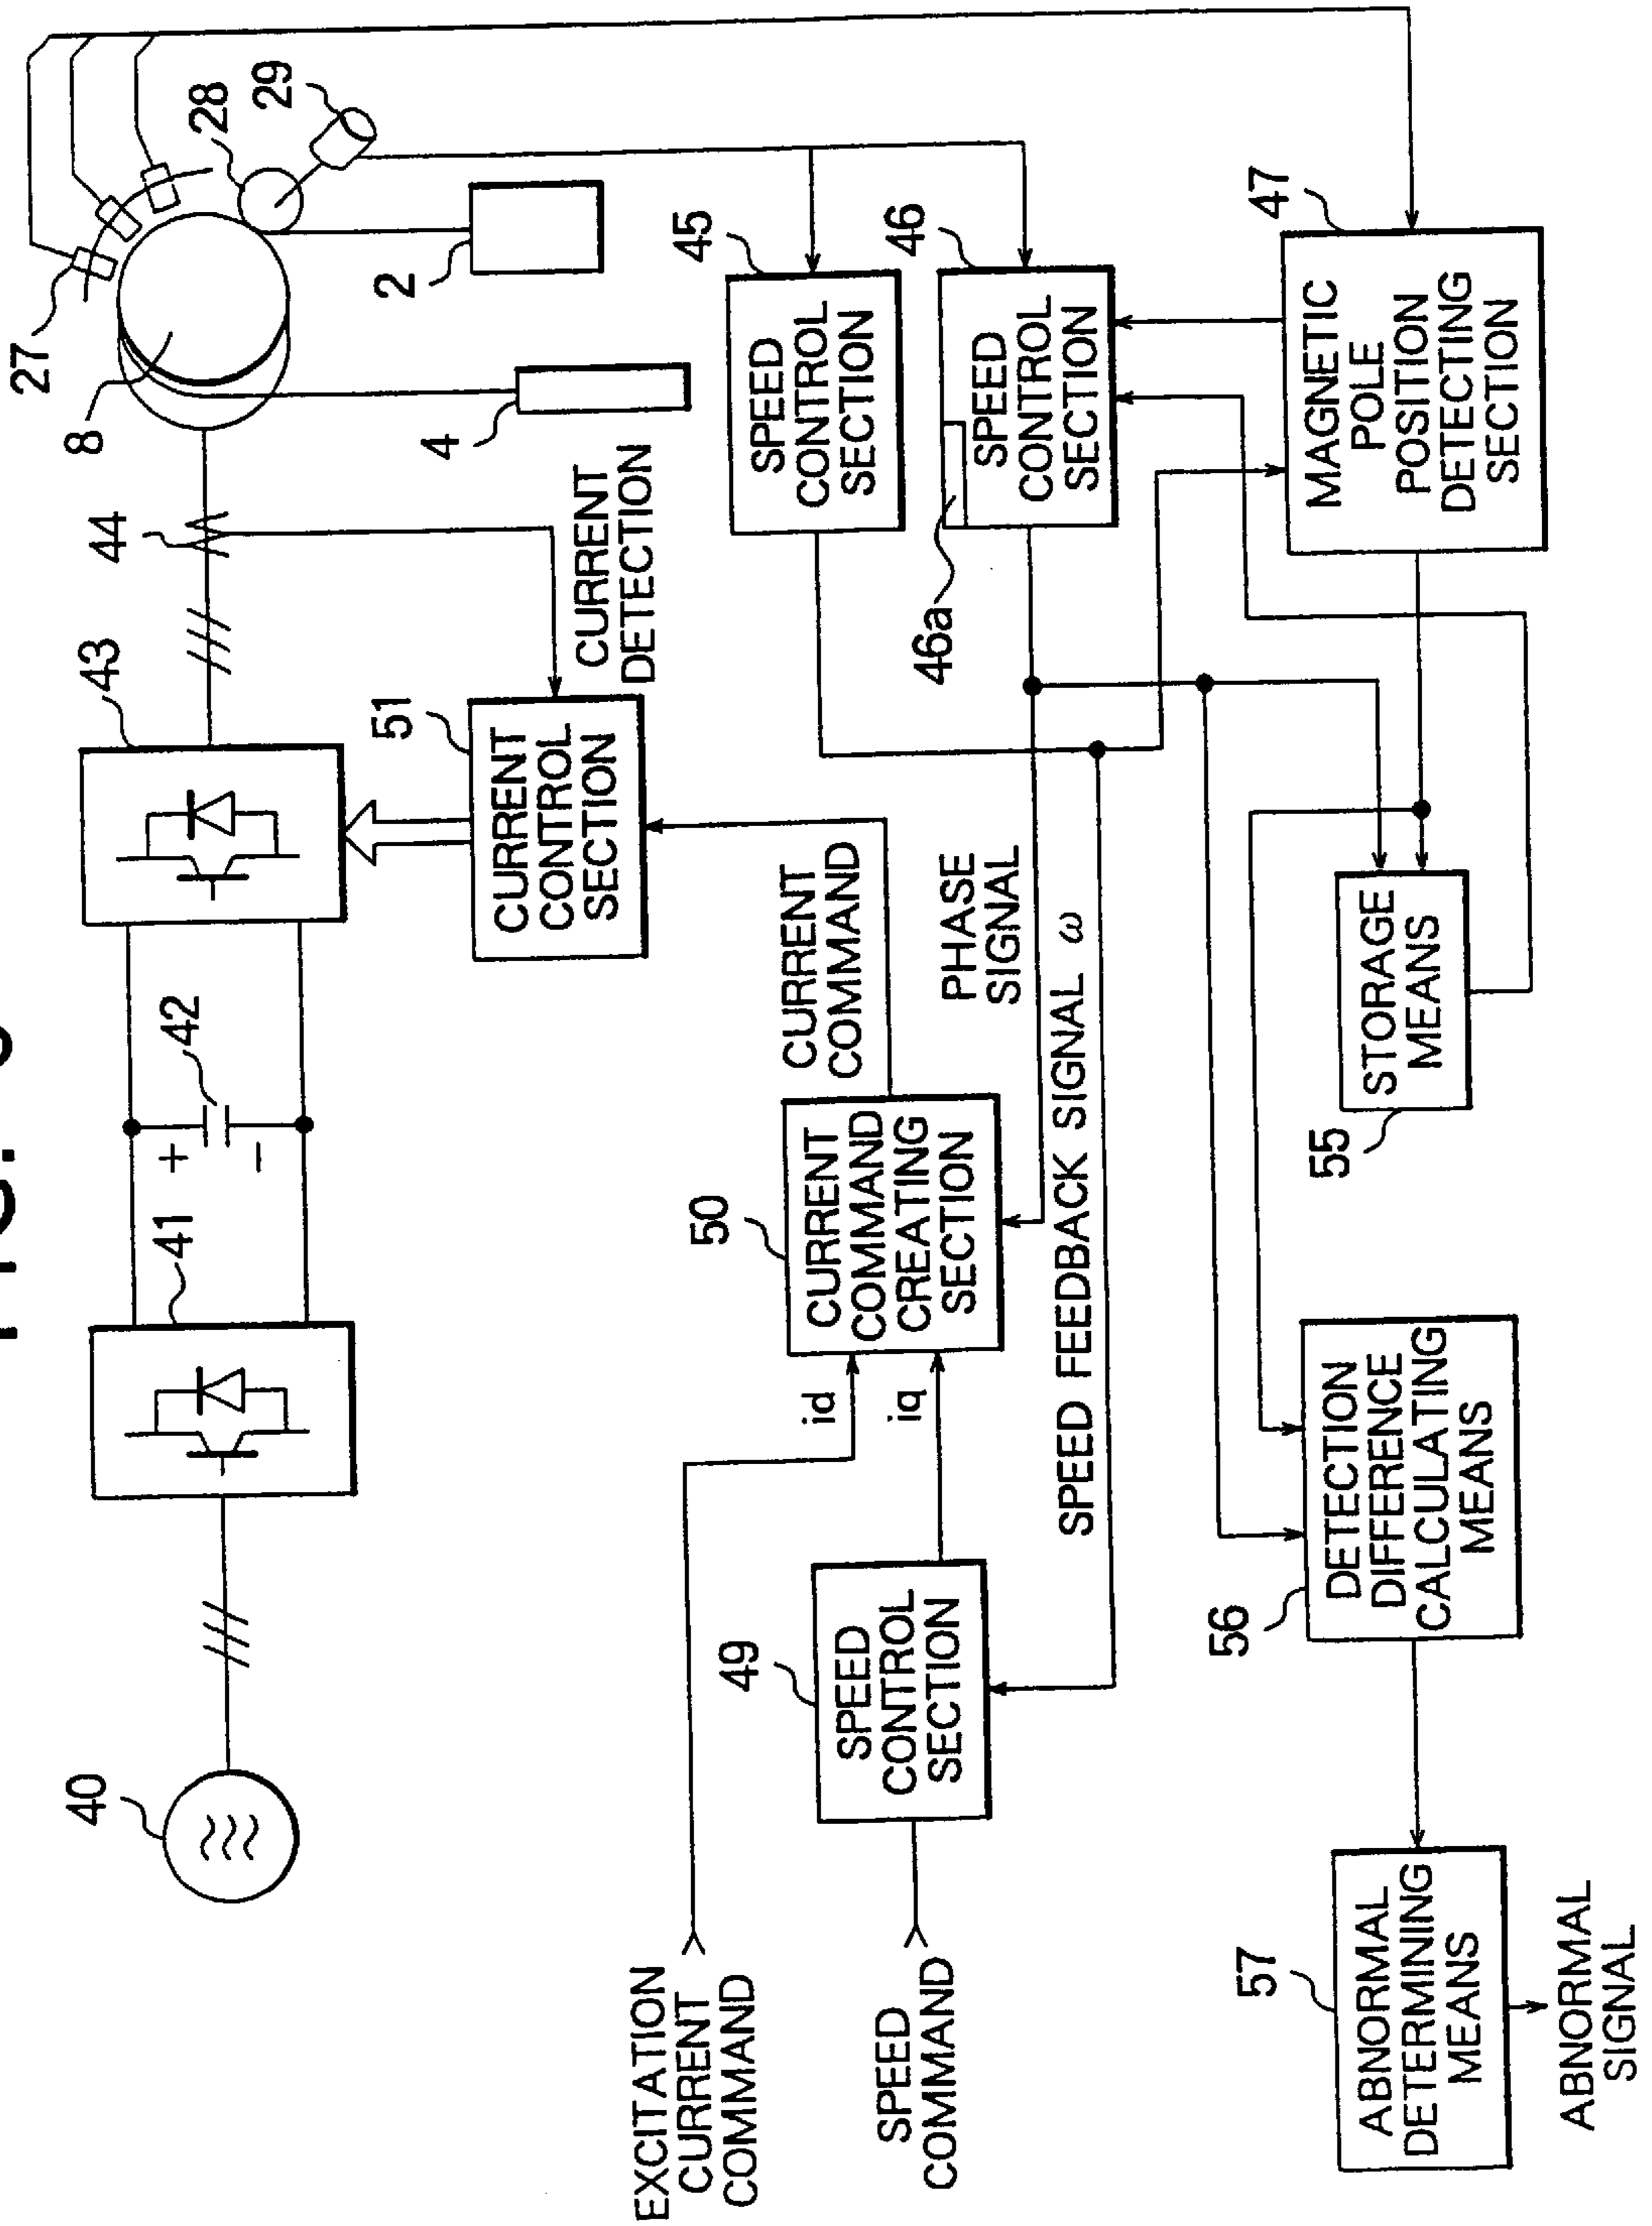 40
41
+
−
42
43
44
8
27
28
29
2
4
CURRENT
DETECTION
51
CURRENT
CONTROL
SECTION
45
SPEED
CONTROL
SECTION
46
SPEED
CONTROL
SECTION
46a
47
MAGNETIC
POLE
POSITION
DETECTING
SECTION
EXCITATION
CURRENT
COMMAND
SPEED
COMMAND
49
SPEED
CONTROL
SECTION
id
iq
50
CURRENT
COMMAND
CREATING
SECTION
CURRENT
COMMAND
PHASE
SIGNAL
SPEED FEEDBACK SIGNAL ω
55
STORAGE
MEANS
56
DETECTION
DIFFERENCE
CALCULATING
MEANS
57
ABNORMAL
DETERMINING
MEANS
ABNORMAL
SIGNAL